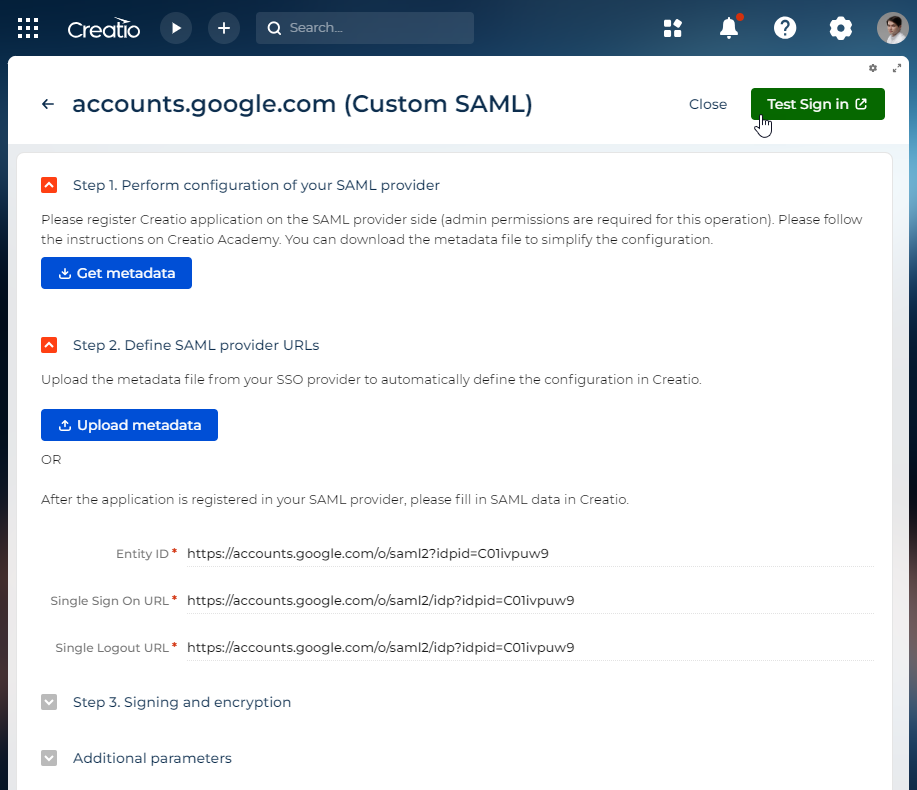 Creatio
Search...
accounts.google.com (Custom SAML)
Close
Test Sign in
Step 1. Perform configuration of your SAML provider
Please register Creatio application on the SAML provider side (admin permissions are required for this operation). Please follow
the instructions on Creatio Academy. You can download the metadata file to simplify the configuration.
Get metadata
Step 2. Define SAML provider URLs
Upload the metadata file from your SSO provider to automatically define the configuration in Creatio.
Upload metadata
OR
After the application is registered in your SAML provider, please fill in SAML data in Creatio.
Entity ID* https://accounts.google.com/o/saml2?idpid=C01ivpuw9
Single Sign On URL* https://accounts.google.com/o/saml2/idp?idpid=C01ivpuw9
Single Logout URL* https://accounts.google.com/o/saml2/idp?idpid=C01ivpuw9
Step 3. Signing and encryption
Additional parameters